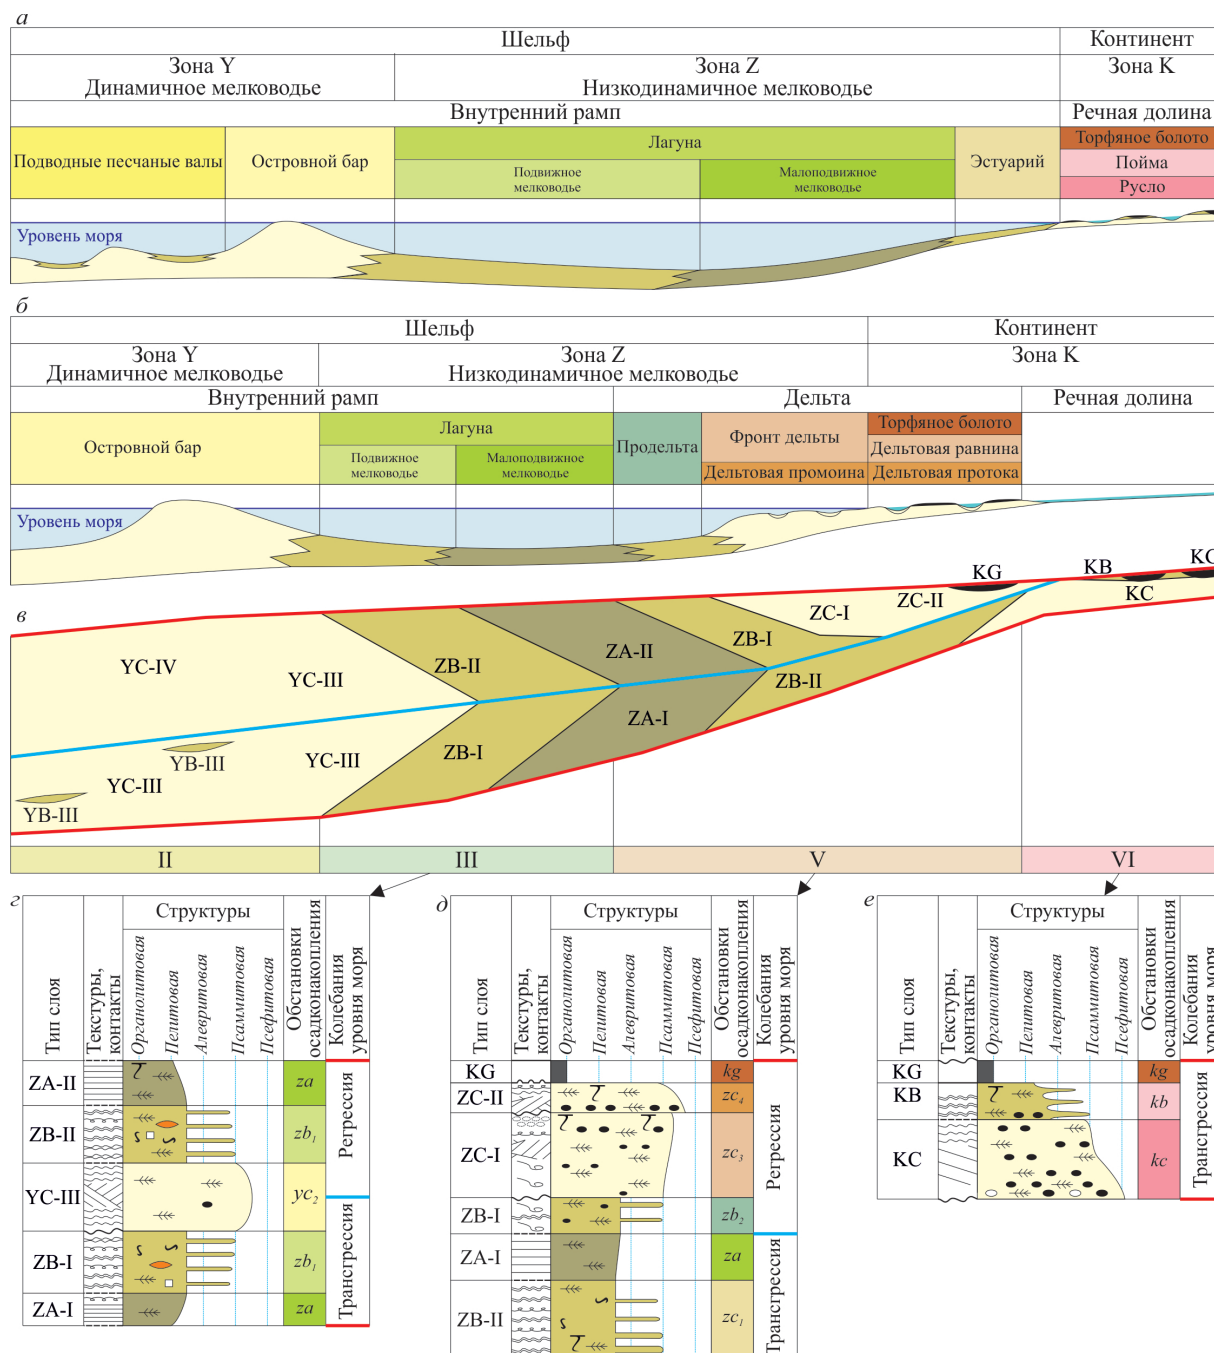 а
Шельф
Континент
Зона Y
Динамичное мелководье
Зона Z
Низкодинамичное мелководье
Зона K
Внутренний рамп
Речная долина
Подводные песчаные валы
Островной бар
Лагуна
Подвижное
мелководье
Малоподвижное
мелководье
Эстуарий
Торфяное болото
Пойма
Русло
Уровень моря
б
Шельф
Континент
Зона Y
Динамичное мелководье
Зона Z
Низкодинамичное мелководье
Зона K
Внутренний рамп
Дельта
Речная долина
Островной бар
Лагуна
Подвижное
мелководье
Малоподвижное
мелководье
Продельта
Фронт дельты
Дельтовая промоина
Торфяное болото
Дельтовая равнина
Дельтовая протока
Уровень моря
в
KG
KB
KG
KC
ZC-II
ZC-I
ZB-I
ZA-II
ZB-II
YC-III
YC-IV
ZB-II
ZA-I
ZB-I
YC-III
YB-III
YC-III
YB-III
II
III
V
VI
г
Тип слоя
Текстуры,
контакты
Структуры
Органолитовая
Пелитовая
Алевритовая
Псаммитовая
Псефитовая
Обстановки
осадконакопления
Колебания
уровня моря
ZA-II
za
ZB-II
zb₁
YC-III
yc₂
ZB-I
zb₁
ZA-I
za
Регрессия
Трансгрессия
д
Тип слоя
Текстуры,
контакты
Структуры
Органолитовая
Пелитовая
Алевритовая
Псаммитовая
Псефитовая
Обстановки
осадконакопления
Колебания
уровня моря
KG
kg
ZC-II
zc₄
ZC-I
zc₃
ZB-I
zb₂
ZA-I
za
ZB-II
zc₁
Регрессия
Трансгрессия
е
Тип слоя
Текстуры,
контакты
Структуры
Органолитовая
Пелитовая
Алевритовая
Псаммитовая
Псефитовая
Обстановки
осадконакопления
Колебания
уровня моря
KG
kg
KB
kb
KC
kc
Трансгрессия